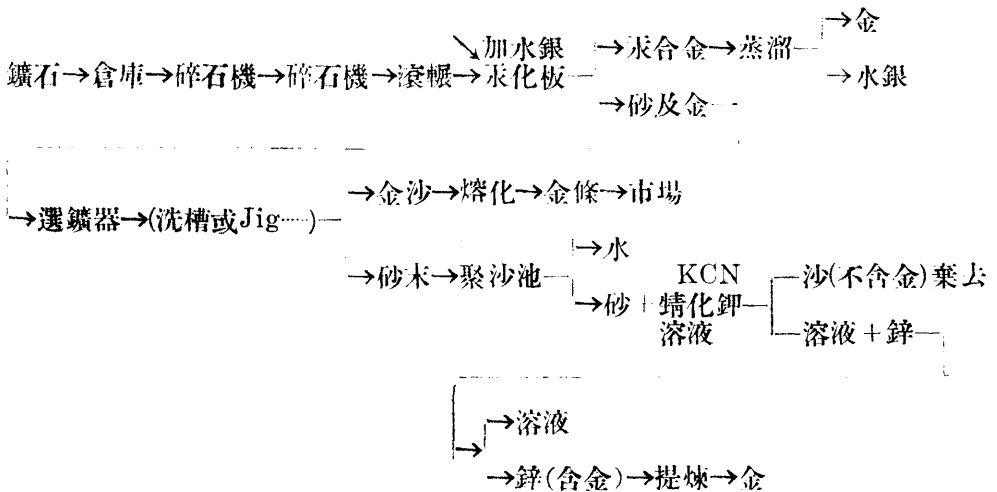 →金
↘加水銀 →汞合金→蒸溜
鑛石→倉庫→碎石機→碎石機→滾輾→汞化板 →水銀
→砂及金
→選鑛器→(洗槽或Jig……) →金沙→熔化→金條→市場
→水
→砂末→聚沙池 KCN 沙(不含金)棄去
→砂+蜻化鉀
溶液 溶液+鋅
→溶液
→鋅(含金)→提煉→金